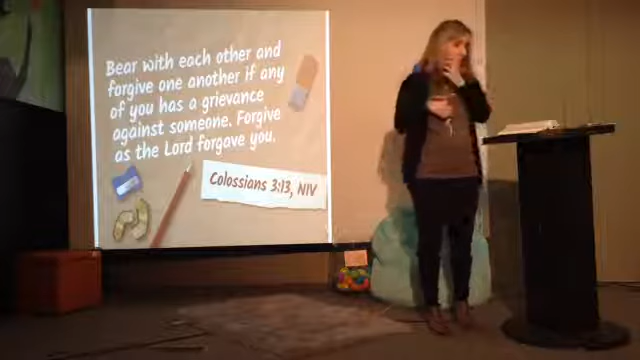 Bear with each other and
forgive one another if any
of you has a grievance
against someone. Forgive
as the Lord forgave you.
Colossians 3:13, NIV